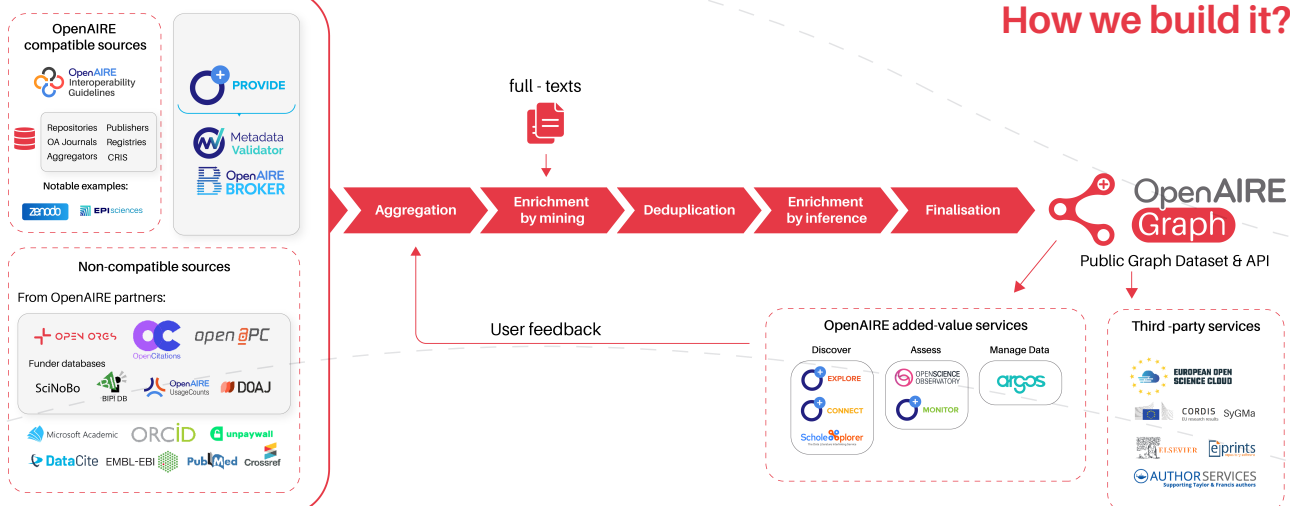 How we build it?
OpenAIRE
compatible sources
OpenAIRE
Interoperability
Guidelines
Repositories Publishers
OA Journals Registries
Aggregators CRIS
Notable examples:
zenodo EPIsciences
PROVIDE
Metadata
Validator
OpenAIRE
BROKER
Non-compatible sources
From OpenAIRE partners:
OPEN ORGS
OC
OpenCitations
open aPC
Funder databases
SciNoBo
BIP! DB
OpenAIRE
UsageCounts
DOAJ
Microsoft Academic
ORCID
unpaywall
DataCite
EMBL-EBI
PubMed
Crossref
full - texts
Aggregation
Enrichment
by mining
Deduplication
Enrichment
by inference
Finalisation
User feedback
OpenAIRE
Graph
Public Graph Dataset & API
OpenAIRE added-value services
Discover
EXPLORE
CONNECT
Scholexplorer
Assess
OPENSCIENCE
OBSERVATORY
MONITOR
Manage Data
argos
Third -party services
EUROPEAN OPEN
SCIENCE CLOUD
CORDIS
EU research results
SyGMa
ELSEVIER
eprints
AUTHOR SERVICES
Supporting Taylor & Francis authors